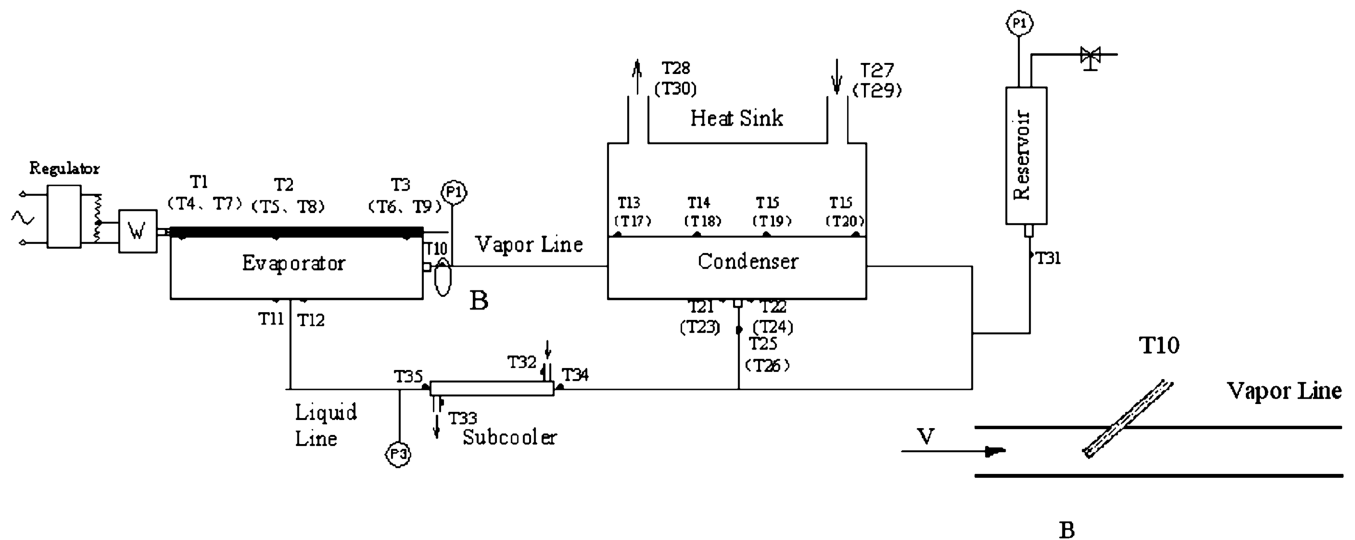 P1
T28
(T30)
T27
(T29)
Heat Sink
Reservoir
Regulator
T1
(T4、T7)
T2
(T5、T8)
T3
(T6、T9)
P1
T13
(T17)
T14
(T18)
T15
(T19)
T15
(T20)
W
Evaporator
T10
Vapor Line
Condenser
T31
B
T11
T12
T21
(T23)
T22
(T24)
T25
(T26)
T35
T32
T34
T10
Liquid
Line
T33
Subcooler
P3
Vapor Line
V
B